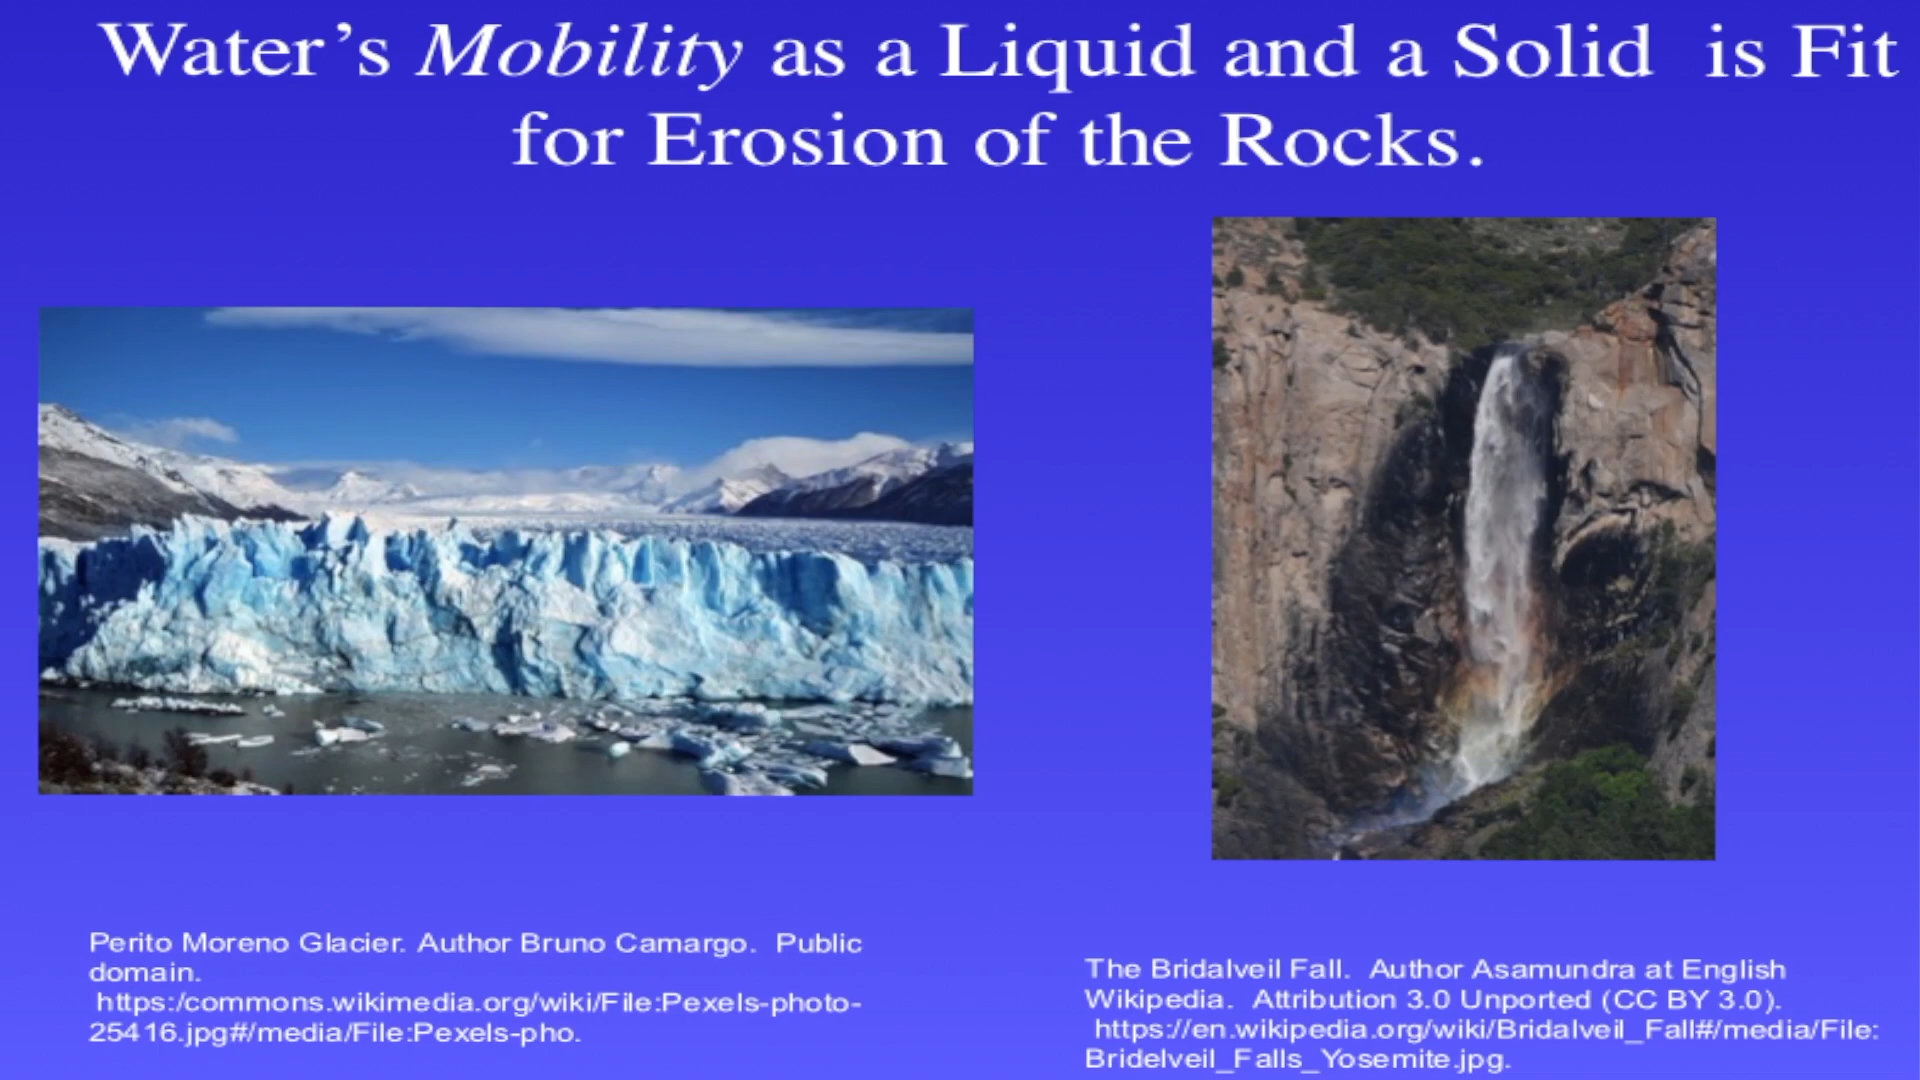 Water's Mobility as a Liquid and a Solid is Fit
for Erosion of the Rocks.
Perito Moreno Glacier. Author Bruno Camargo. Public
domain.
https:/commons.wikimedia.org/wiki/File:Pexels-photo-
25416.jpg#/media/File:Pexels-pho.
The Bridalveil Fall. Author Asamundra at English
Wikipedia. Attribution 3.0 Unported (CC BY 3.0).
https://en.wikipedia.org/wiki/Bridalveil_Fall#/media/File:
Bridelveil_Falls_Yosemite.jpg.